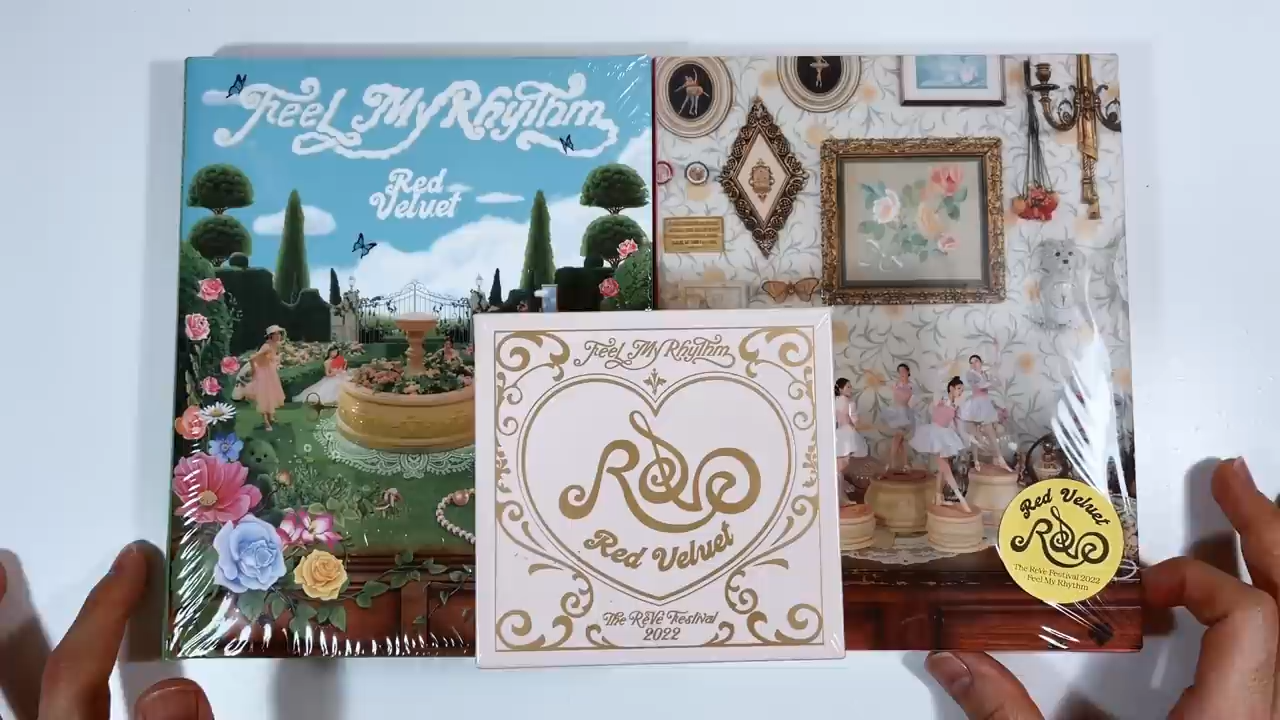 Feel My Rhythm
Red
Velvet
Feel My Rhythm
ReVe
Red Velvet
The ReVe Festival
2022
Red Velvet
ReVe
The ReVe Festival 2022
Feel My Rhythm